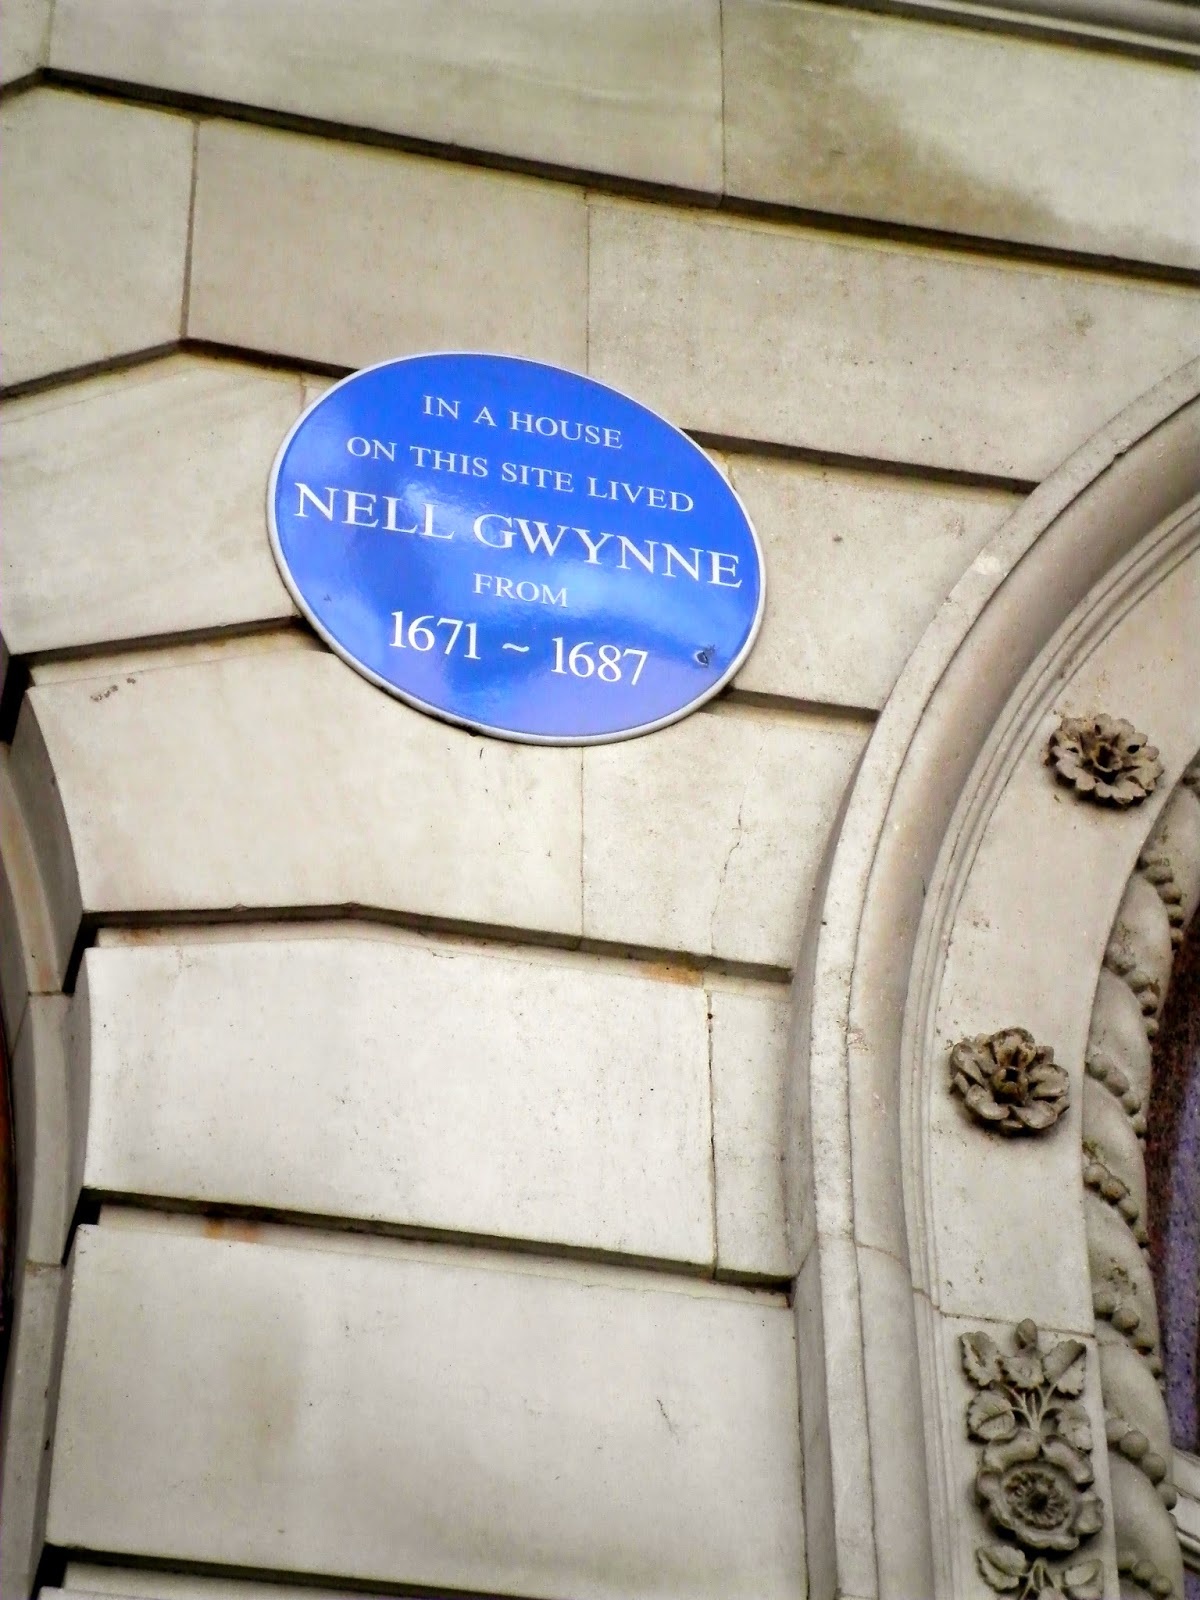 IN A HOUSE
ON THIS SITE LIVED
NELL GWYNNE
FROM
1671 ~ 1687